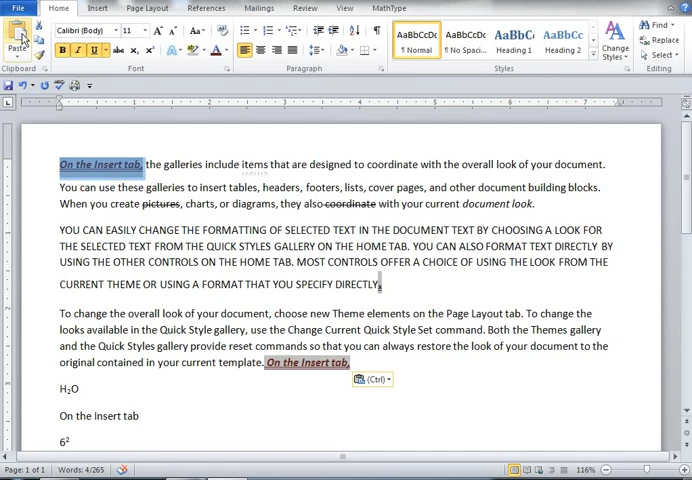 File Home Insert Page Layout References Mailings Review View MathType
Paste
Calibri (Body) 11
AaBbCcDc AaBbCcDc AaBbC AaBbCc
¶ Normal ¶ No Spaci... Heading 1 Heading 2
Change Styles
Find
Replace
Select
Clipboard Font Paragraph Styles Editing
On the Insert tab, the galleries include items that are designed to coordinate with the overall look of your document.
You can use these galleries to insert tables, headers, footers, lists, cover pages, and other document building blocks.
When you create pictures, charts, or diagrams, they also coordinate with your current document look.
YOU CAN EASILY CHANGE THE FORMATTING OF SELECTED TEXT IN THE DOCUMENT TEXT BY CHOOSING A LOOK FOR
THE SELECTED TEXT FROM THE QUICK STYLES GALLERY ON THE HOME TAB. YOU CAN ALSO FORMAT TEXT DIRECTLY BY
USING THE OTHER CONTROLS ON THE HOME TAB. MOST CONTROLS OFFER A CHOICE OF USING THE LOOK FROM THE
CURRENT THEME OR USING A FORMAT THAT YOU SPECIFY DIRECTLY.
To change the overall look of your document, choose new Theme elements on the Page Layout tab. To change the
looks available in the Quick Style gallery, use the Change Current Quick Style Set command. Both the Themes gallery
and the Quick Styles gallery provide reset commands so that you can always restore the look of your document to the
original contained in your current template. On the Insert tab,
(Ctrl)
H₂O
On the Insert tab
6²
Page: 1 of 1 Words: 4/265 116%